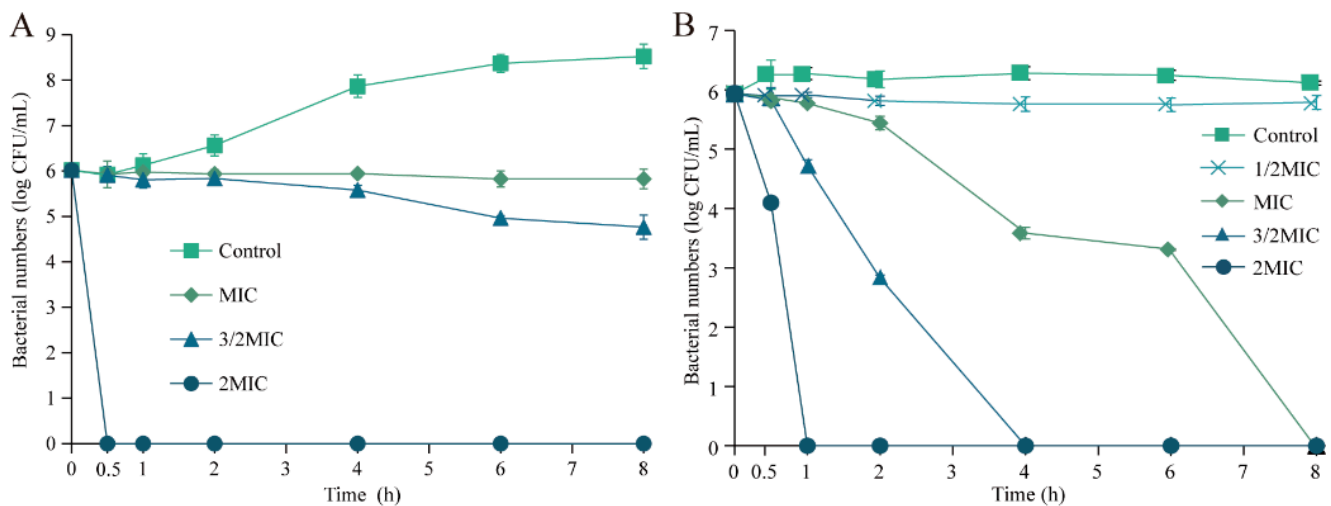 A
Bacterial numbers (log CFU/mL)
9
8
7
6
5
4
3
2
1
0
Control
MIC
3/2MIC
2MIC
0 0.5 1 2 3 4 5 6 7 8
Time (h)
B
Bacterial numbers (log CFU/mL)
7
6
5
4
3
2
1
0
Control
1/2MIC
MIC
3/2MIC
2MIC
0 0.5 1 2 3 4 5 6 7 8
Time (h)